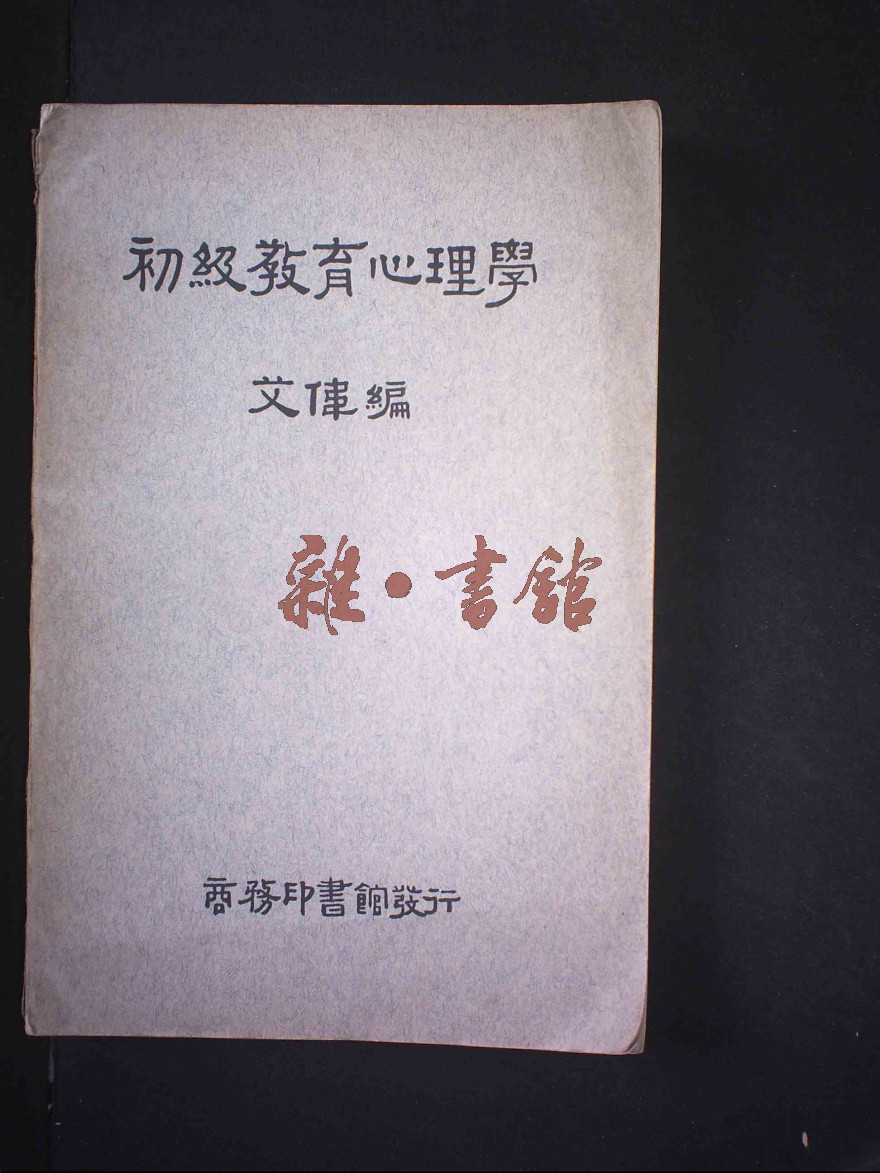 初級教育心理學
艾偉編
雜·書館
商務印書館發行